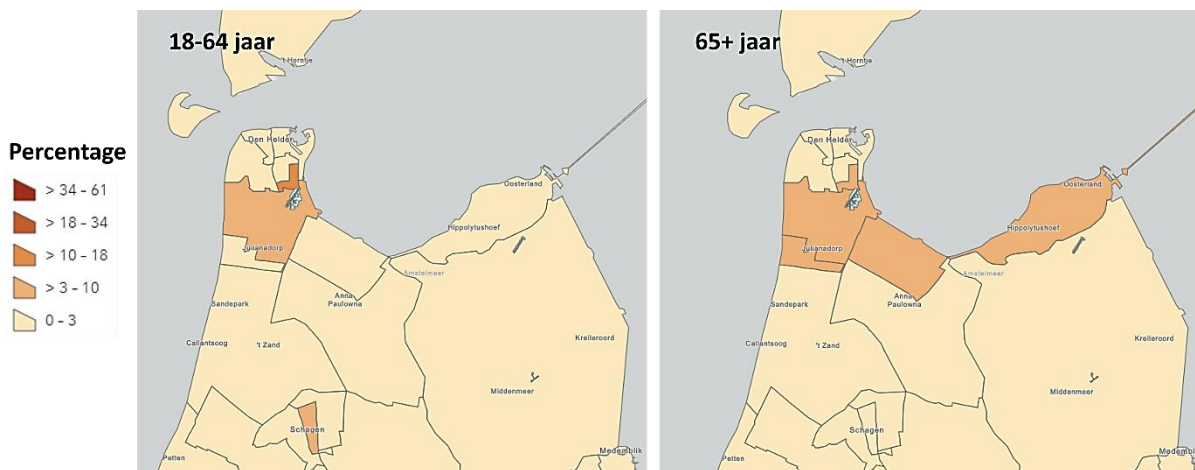 18-64 jaar
't Horntje
Den Helder
Oosterland
Hippolytushoef
Julianadorp
Amstelmeer
Anna
Paulowna
Sandepark
Callantsoog
't Zand
Kreileroord
Middenmeer
Schagen
Petten
Medemblik
65+ jaar
't Horntje
Den Helder
Oosterland
Hippolytushoef
Julianadorp
Amstelmeer
Anna
Paulowna
Sandepark
Callantsoog
't Zand
Kreileroord
Middenmeer
Schagen
Petten
Medemblik
Percentage
> 34 - 61
> 18 - 34
> 10 - 18
> 3 - 10
0 - 3